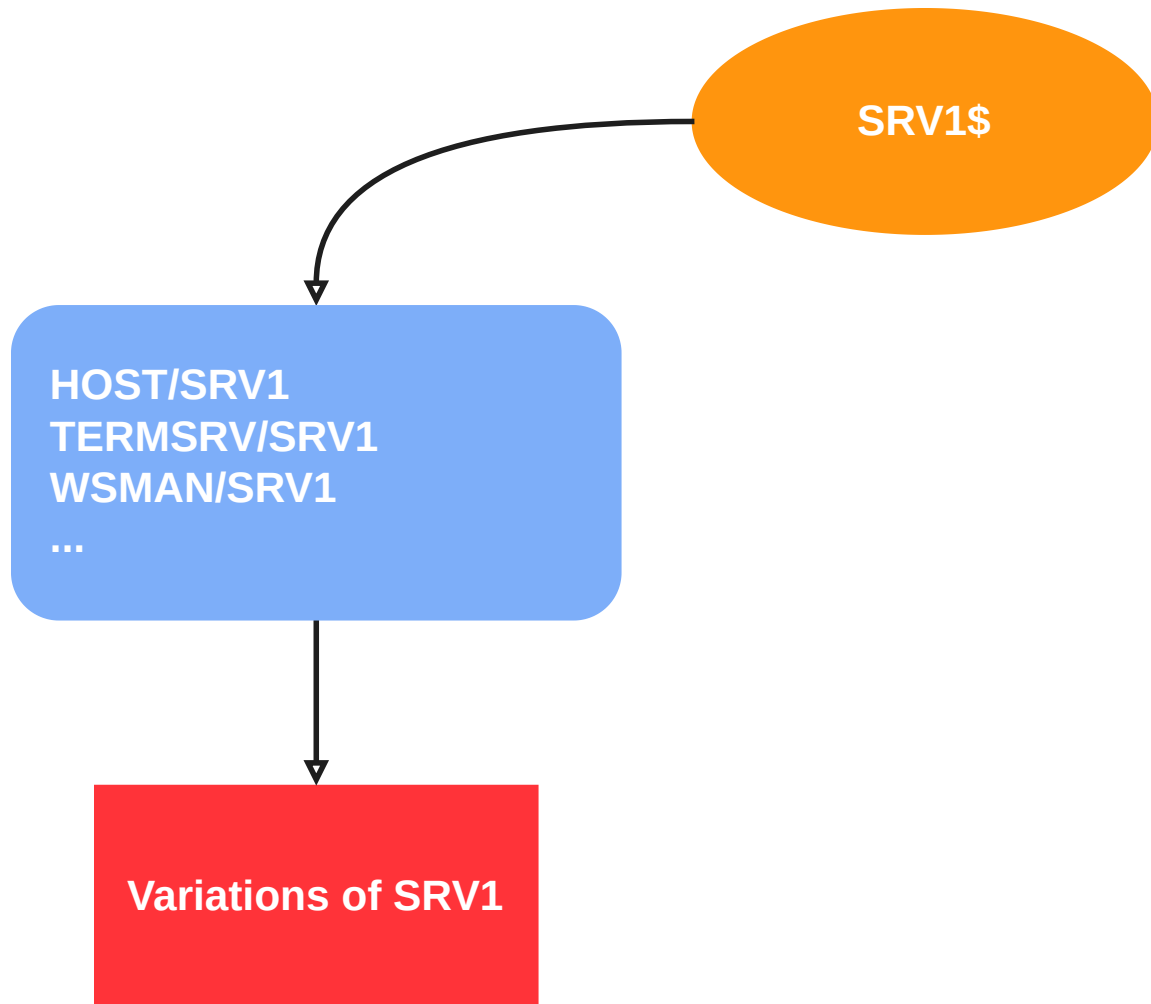 SRV1$
HOST/SRV1
TERMSRV/SRV1
WSMAN/SRV1
...
Variations of SRV1